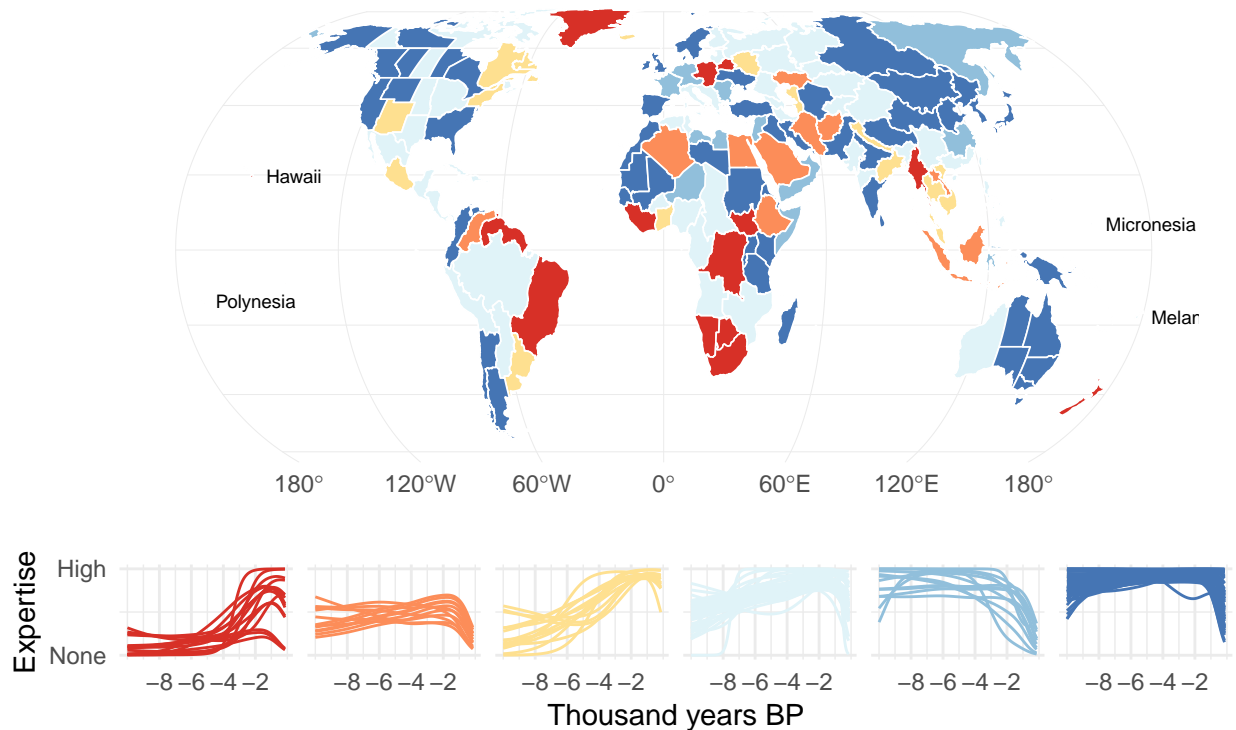 Hawaii
Micronesia
Polynesia
Melar
180° 120°W 60°W 0° 60°E 120°E 180°
Expertise
High
None
−8 −6 −4 −2 −8 −6 −4 −2 −8 −6 −4 −2 −8 −6 −4 −2 −8 −6 −4 −2 −8 −6 −4 −2
Thousand years BP